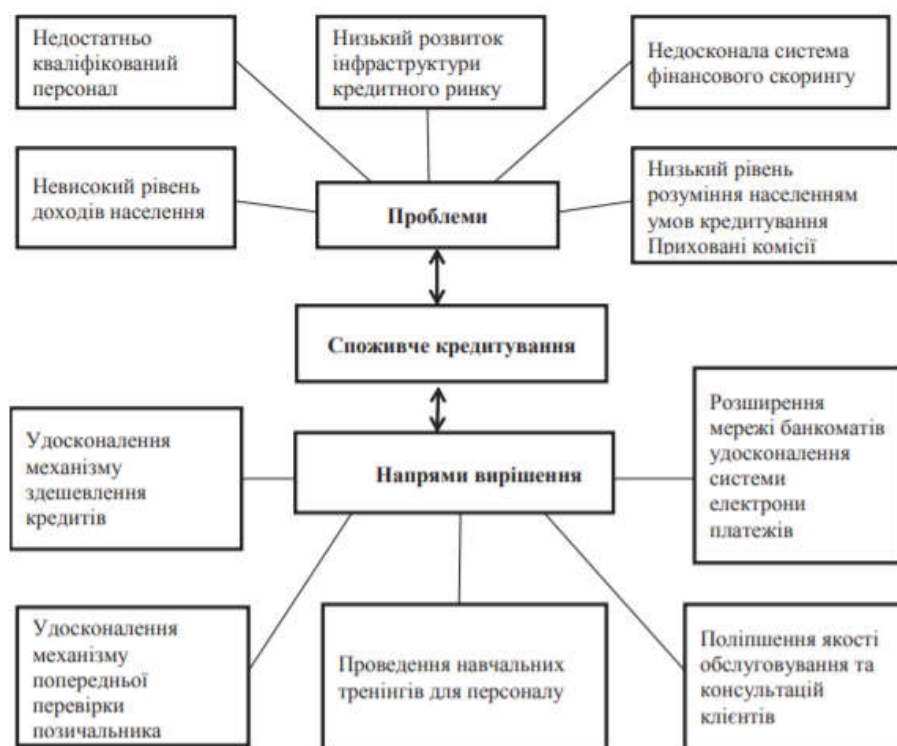 Недостатньо
кваліфікований
персонал
Низький розвиток
інфраструктури
кредитного ринку
Недосконала система
фінансового скорингу
Невисокий рівень
доходів населення
Проблеми
Низький рівень
розуміння населенням
умов кредитування
Приховані комісії
Споживче кредитування
Удосконалення
механізму
здешевлення
кредитів
Напрями вирішення
Розширення
мережі банкоматів
удосконалення
системи
електрони
платежів
Удосконалення
механізму
попередньої
перевірки
позичальника
Проведення навчальних
тренінгів для персоналу
Поліпшення якості
обслуговування та
консультацій
клієнтів